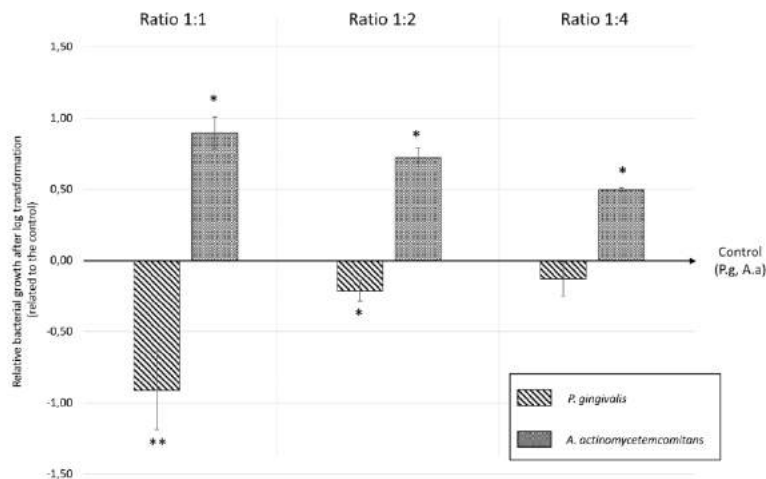 Ratio 1:1
Ratio 1:2
Ratio 1:4
1,50
1,00
0,50
0,00
-0,50
-1,00
-1,50
Relative bacterial growth after log transformation
(related to the control)
*
*
*
**
*
Control
(P.g, A.a)
P. gingivalis
A. actinomycetemcomitans